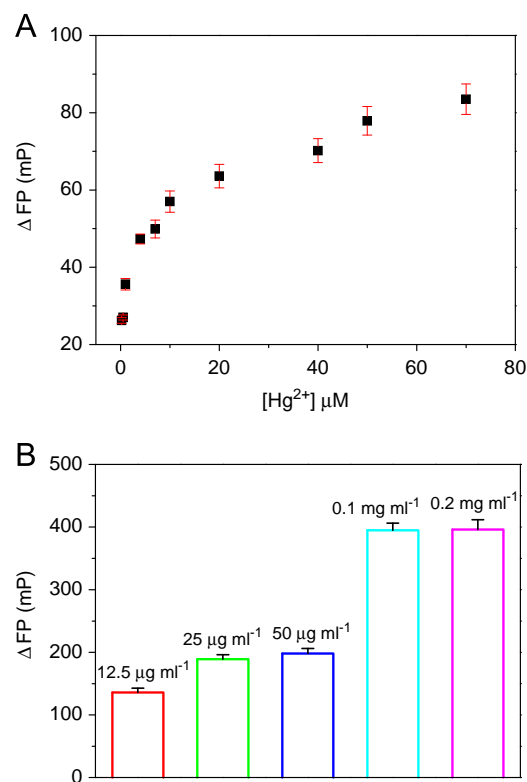 A
100
80
60
40
20
Δ FP (mP)
0 20 40 60 80
[Hg²⁺] μM
B
500
400
300
200
100
0
Δ FP (mP)
12.5 μg ml⁻¹
25 μg ml⁻¹
50 μg ml⁻¹
0.1 mg ml⁻¹
0.2 mg ml⁻¹